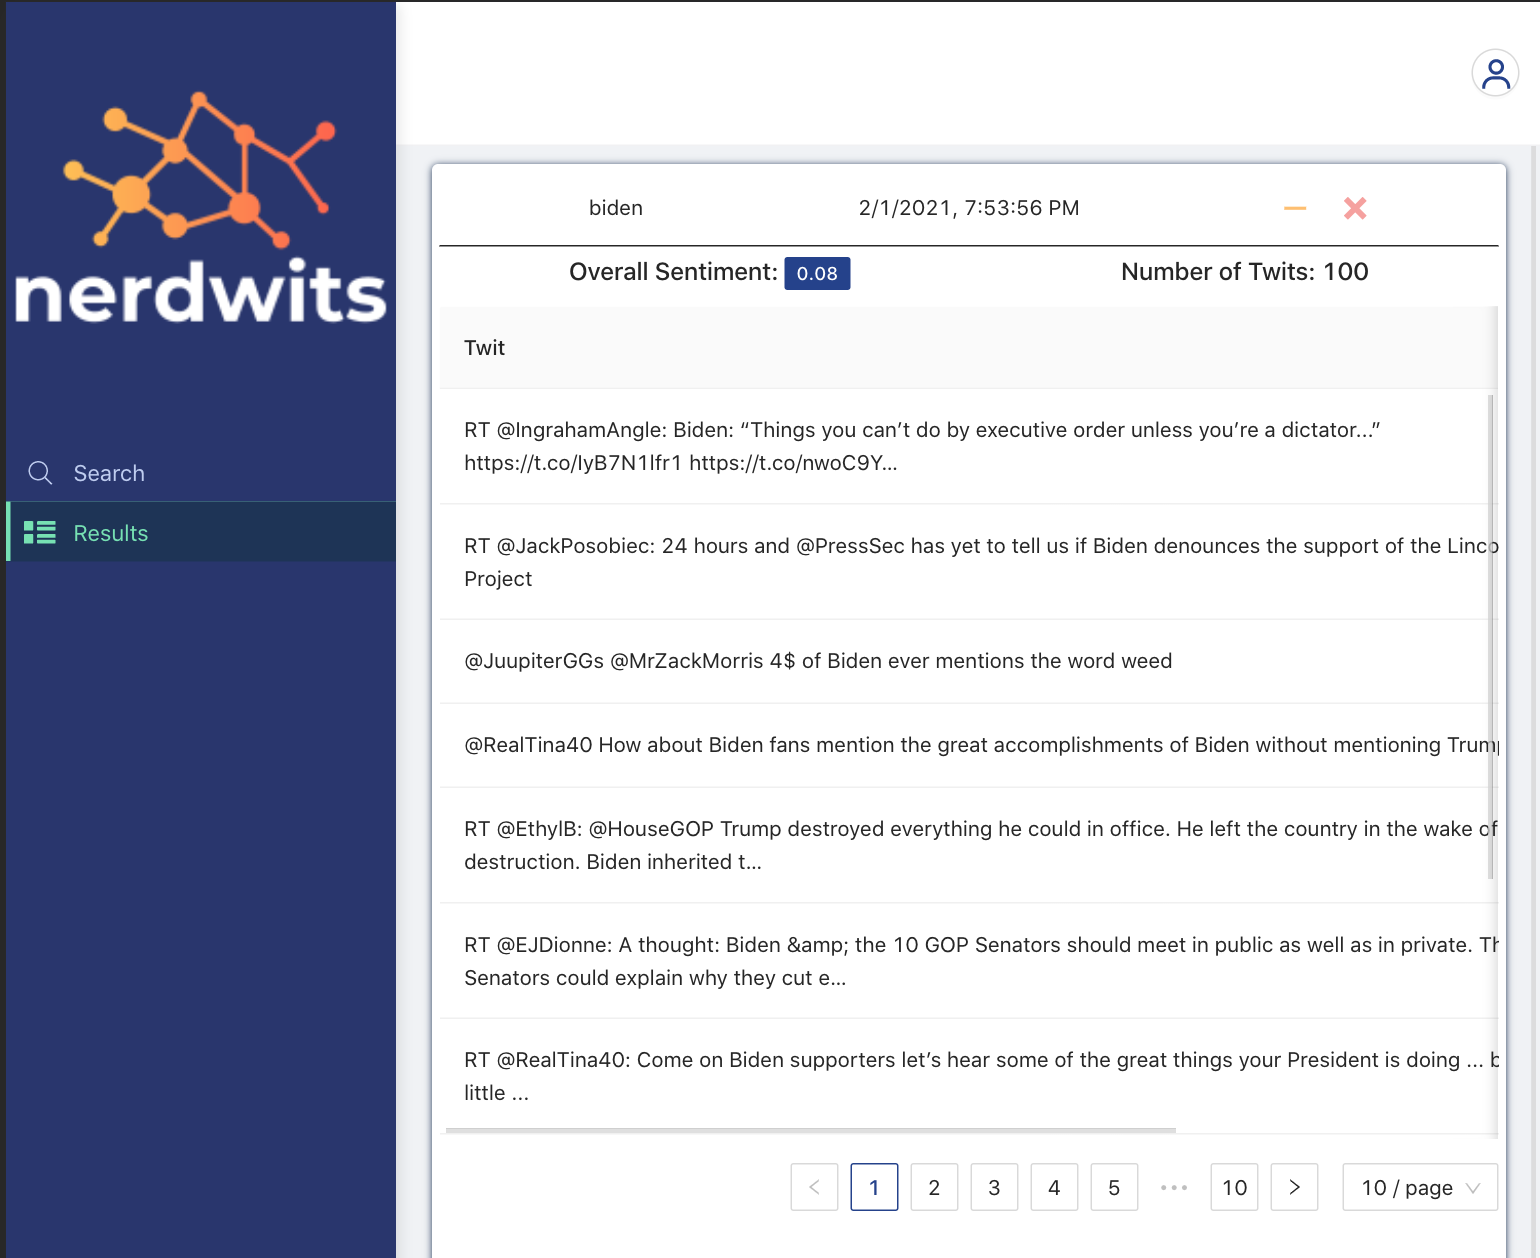 nerdwits
Search
Results
biden 2/1/2021, 7:53:56 PM
Overall Sentiment: 0.08 Number of Twits: 100
Twit
RT @IngrahamAngle: Biden: “Things you can’t do by executive order unless you’re a dictator...”
https://t.co/IyB7N1lfr1 https://t.co/nwoC9Y…
RT @JackPosobiec: 24 hours and @PressSec has yet to tell us if Biden denounces the support of the Linco
Project
@JuupiterGGs @MrZackMorris 4$ of Biden ever mentions the word weed
@RealTina40 How about Biden fans mention the great accomplishments of Biden without mentioning Trum
RT @EthylB: @HouseGOP Trump destroyed everything he could in office. He left the country in the wake of
destruction. Biden inherited t…
RT @EJDionne: A thought: Biden &amp; the 10 GOP Senators should meet in public as well as in private. Th
Senators could explain why they cut e…
RT @RealTina40: Come on Biden supporters let’s hear some of the great things your President is doing ... b
little ...
< 1 2 3 4 5 ••• 10 > 10 / page